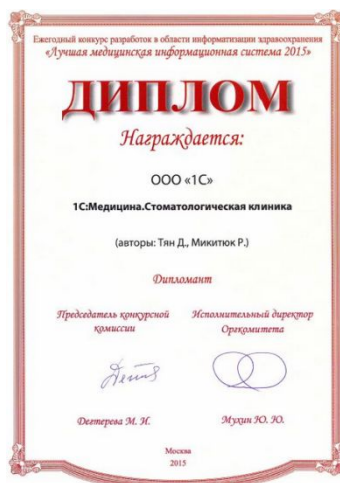 Ежегодный конкурс разработок в области информатизации здравоохранения
«Лучшая медицинская информационная система 2015»
ДИПЛОМ
Награждается:
ООО «1С»
1С:Медицина.Стоматологическая клиника
(авторы: Тян Д., Микитюк Р.)
Дипломант
Председатель конкурсной комиссии
Исполнительный директор Оргкомитета
Дегтерева М. И.
Мухин Ю. Ю.
Москва
2015